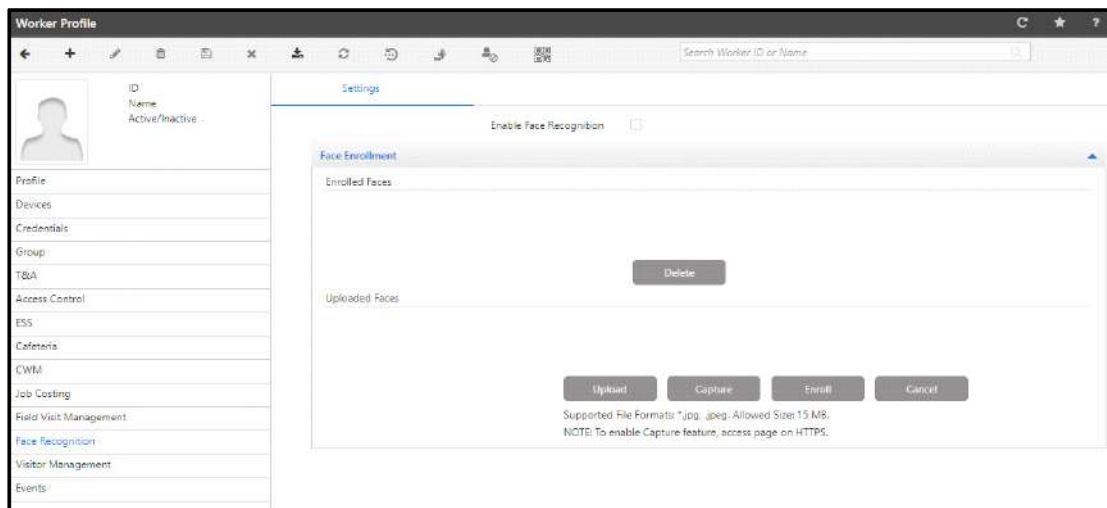 Worker Profile
?
Search Worker ID or Name
ID
Name
Active/Inactive
Settings
Enable Face Recognition
Face Enrollment
Enrolled Faces
Delete
Uploaded Faces
Upload Capture Enroll Cancel
Supported File Formats: *.jpg, .jpeg. Allowed Size: 15 MB.
NOTE: To enable Capture feature, access page on HTTPS.
Profile
Devices
Credentials
Group
T&A
Access Control
ESS
Cafeteria
CWM
Job Costing
Field Visit Management
Face Recognition
Visitor Management
Events